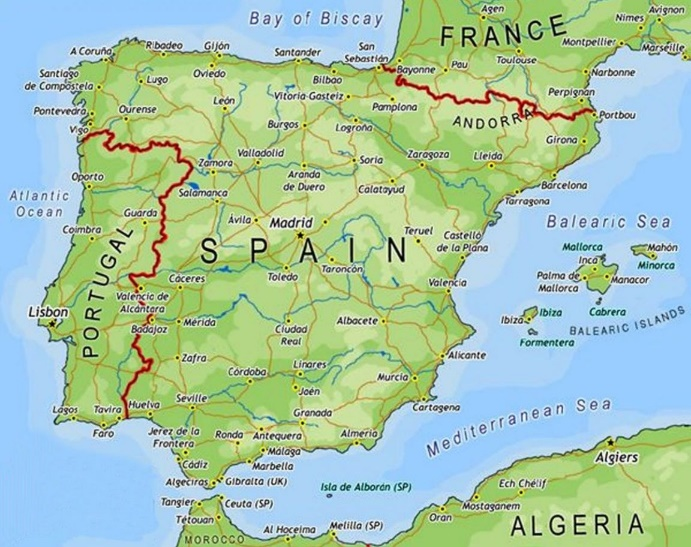 Bay of Biscay
Agen
FRANCE
Avignon
Nimes
Montpellier
Marseille
A Coruña
Ribadeo
Gijón
Santander
San
Sebastián
Bayonne
Pau
Toulouse
Narbonne
Oviedo
Bilbao
Santiago
de Compostela
Lugo
Vitoria-Gasteiz
Perpignan
Pamplona
León
Pontevedra
Ourense
Burgos
Logroña
ANDORRA
Portbou
Vigo
Girona
Zamora
Valladolid
Soria
Zaragoza
Lleida
Oporto
Aranda
de Duero
Calatayud
Barcelona
Salamanca
Tarragona
Atlantic
Ocean
Guarda
Ávila
Madrid
Balearic Sea
Coimbra
Teruel
Castelló
de la Plana
Mallorca
Mahón
Inca
Minorca
SPAIN
Taroncón
Toledo
Palma de
Mallorca
Manacor
PORTUGAL
Cáceres
Valencia
Valencia de
Alcántara
Cabrera
Lisbon
Ibiza
Ibiza
BALEARIC ISLANDS
Badajoz
Mérida
Ciudad
Real
Albacete
Formentera
Zafra
Alicante
Linares
Córdoba
Murcia
Jaén
Lagos
Tavira
Huelva
Seville
Cartagena
Granada
Mediterranean Sea
Faro
Jerez de la
Frontera
Ronda
Antequera
Almería
Málaga
Cádiz
Marbella
Algiers
Algeciras
Gibraltar (UK)
Isla de Alborán (SP)
Ech Chélif
Tangier
Ceuta (SP)
Mostaganem
Tétouan
Oran
Al Hoceima
Melilla (SP)
ALGERIA
MOROCCO